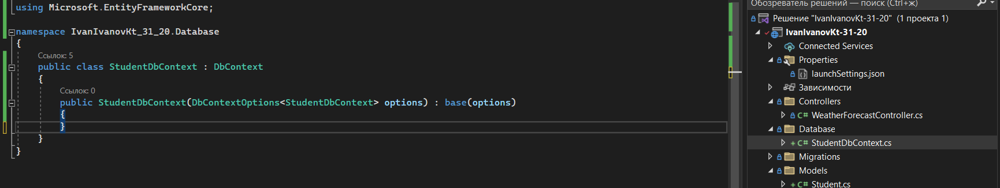 using Microsoft.EntityFrameworkCore;
namespace IvanIvanovKt_31_20.Database
{
Ссылок: 5
public class StudentDbContext : DbContext
{
Ссылок: 0
public StudentDbContext(DbContextOptions<StudentDbContext> options) : base(options)
{
}
}
}
Обозреватель решений — поиск (Ctrl+ж)
Решение "IvanIvanovKt-31-20" (1 проекта 1)
IvanIvanovKt-31-20
Connected Services
Properties
launchSettings.json
Зависимости
Controllers
C# WeatherForecastController.cs
Database
+ C# StudentDbContext.cs
Migrations
Models
+ C# Student.cs